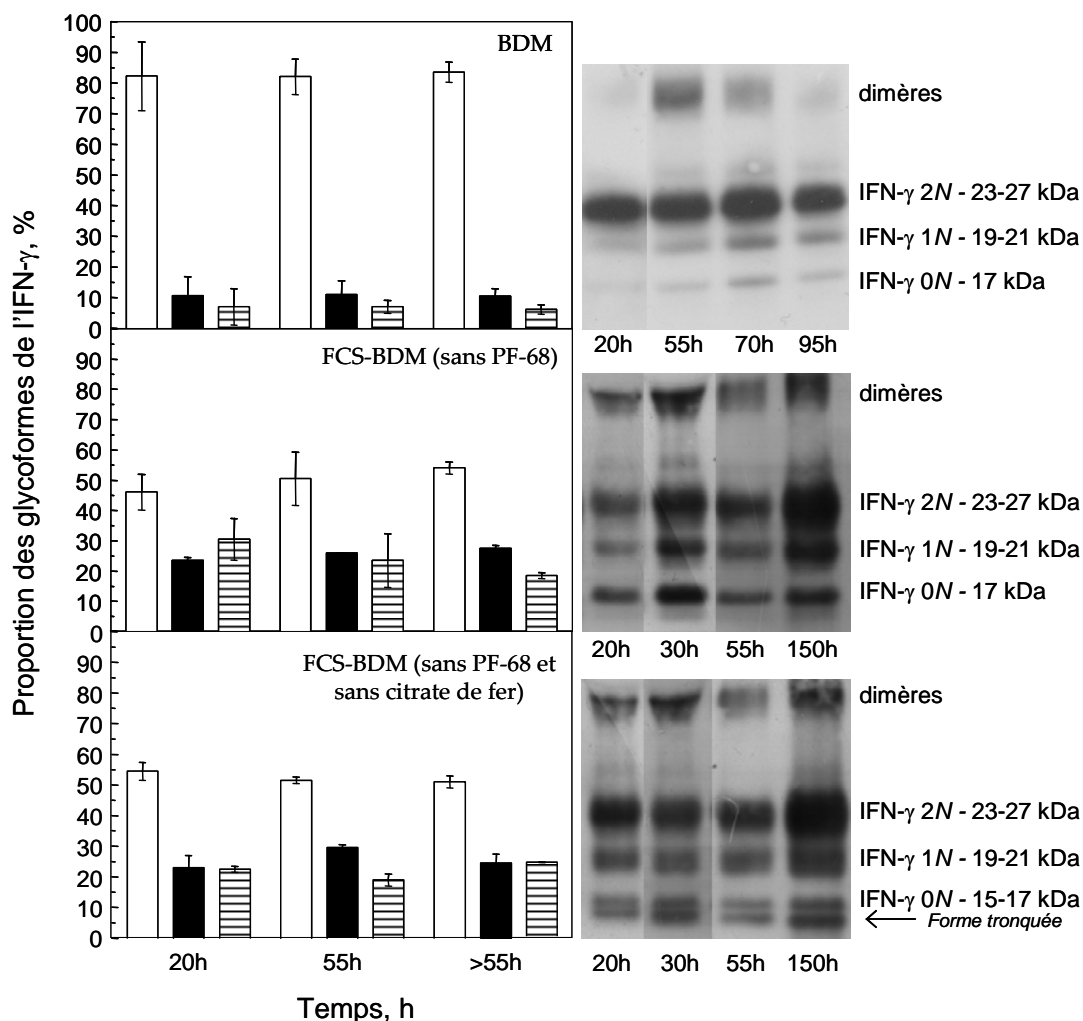 Proportion des glycoformes de l'IFN-γ, %
100
90
80
70
60
50
40
30
20
10
0
BDM
dimères
IFN-γ 2N - 23-27 kDa
IFN-γ 1N - 19-21 kDa
IFN-γ 0N - 17 kDa
20h 55h 70h 95h
90
80
70
60
50
40
30
20
10
0
FCS-BDM (sans PF-68)
dimères
IFN-γ 2N - 23-27 kDa
IFN-γ 1N - 19-21 kDa
IFN-γ 0N - 17 kDa
20h 30h 55h 150h
90
80
70
60
50
40
30
20
10
0
FCS-BDM (sans PF-68 et
sans citrate de fer)
dimères
IFN-γ 2N - 23-27 kDa
IFN-γ 1N - 19-21 kDa
IFN-γ 0N - 15-17 kDa
Forme tronquée
20h 30h 55h 150h
20h 55h >55h
Temps, h